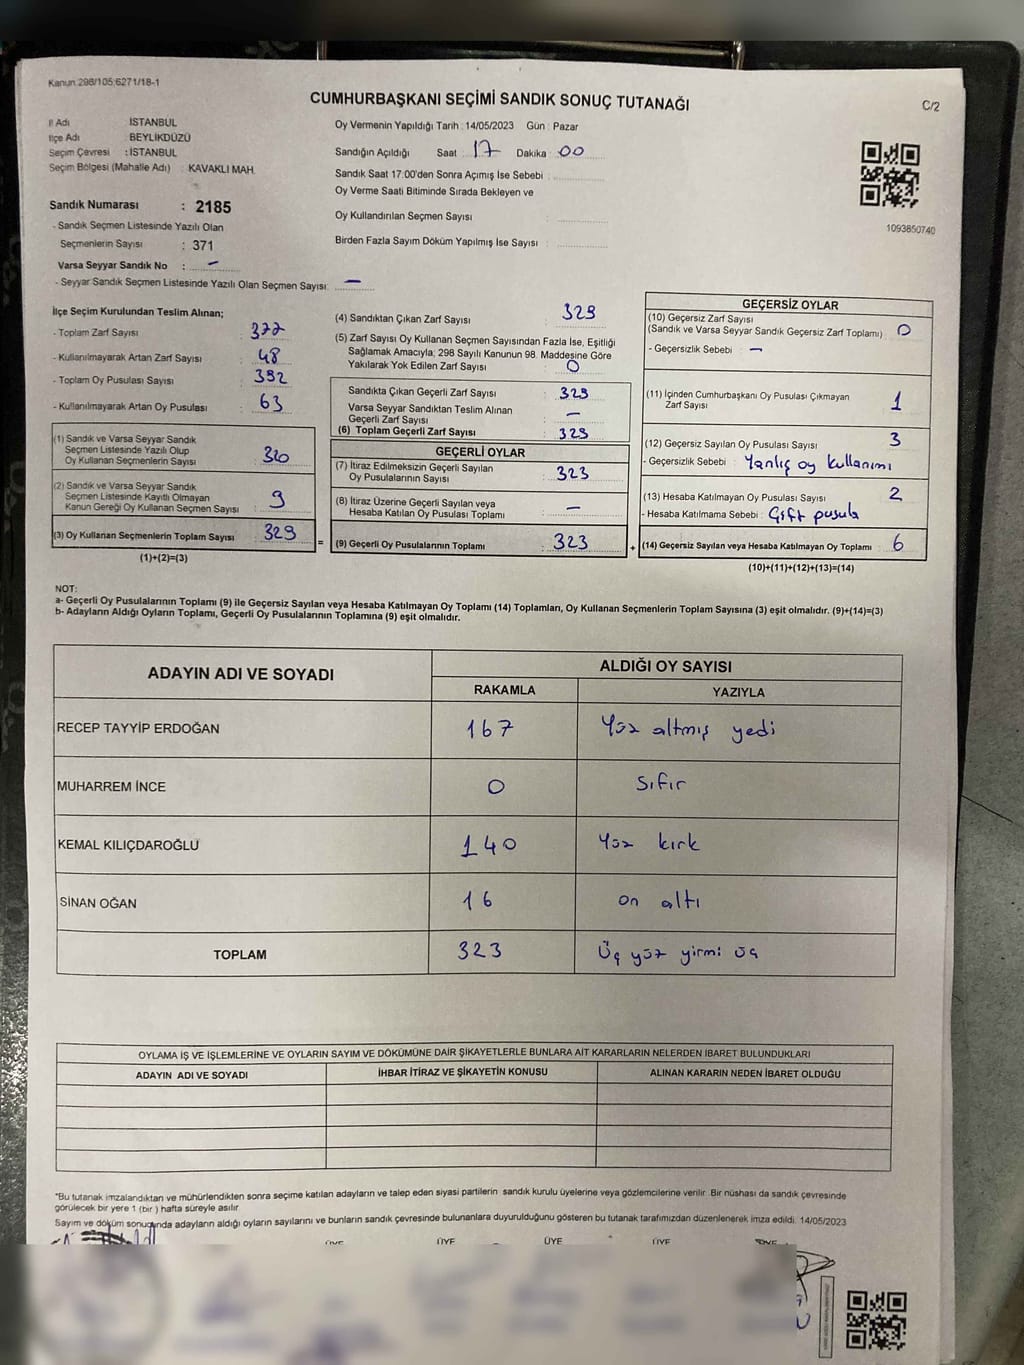 Kanun:298/105;6271/18-1
CUMHURBAŞKANI SEÇİMİ SANDIK SONUÇ TUTANAĞI
C/2
İl Adı İSTANBUL
İlçe Adı BEYLİKDÜZÜ
Seçim Çevresi : İSTANBUL
Seçim Bölgesi (Mahalle Adı) : KAVAKLI MAH.
Sandık Numarası : 2185
- Sandık Seçmen Listesinde Yazılı Olan
Seçmenlerin Sayısı : 371
Varsa Seyyar Sandık No : –
- Seyyar Sandık Seçmen Listesinde Yazılı Olan Seçmen Sayısı: –
Oy Vermenin Yapıldığı Tarih : 14/05/2023 Gün : Pazar
Sandığın Açıldığı Saat 17 Dakika 00
Sandık Saat 17:00'den Sonra Açımış İse Sebebi :
Oy Verme Saati Bitiminde Sırada Bekleyen ve
Oy Kullandırılan Seçmen Sayısı :
Birden Fazla Sayım Döküm Yapılmış İse Sayısı :
1093850740
İlçe Seçim Kurulundan Teslim Alınan;
- Toplam Zarf Sayısı : 377
- Kullanılmayarak Artan Zarf Sayısı : 48
- Toplam Oy Pusulası Sayısı : 392
- Kullanılmayarak Artan Oy Pusulası : 63
(1) Sandık ve Varsa Seyyar Sandık
Seçmen Listesinde Yazılı Olup
Oy Kullanan Seçmenlerin Sayısı : 320
(2) Sandık ve Varsa Seyyar Sandık
Seçmen Listesinde Kayıtlı Olmayan
Kanun Gereği Oy Kullanan Seçmen Sayısı : 9
(3) Oy Kullanan Seçmenlerin Toplam Sayısı : 329
(1)+(2)=(3)
=
(4) Sandıktan Çıkan Zarf Sayısı : 329
(5) Zarf Sayısı Oy Kullanan Seçmen Sayısından Fazla İse, Eşitliği
Sağlamak Amacıyla; 298 Sayılı Kanunun 98. Maddesine Göre
Yakılarak Yok Edilen Zarf Sayısı : 0
Sandıkta Çıkan Geçerli Zarf Sayısı : 329
Varsa Seyyar Sandıktan Teslim Alınan
Geçerli Zarf Sayısı : –
(6) Toplam Geçerli Zarf Sayısı : 329
GEÇERLİ OYLAR
(7) İtiraz Edilmeksizin Geçerli Sayılan
Oy Pusulalarının Sayısı : 323
(8) İtiraz Üzerine Geçerli Sayılan veya
Hesaba Katılan Oy Pusulası Toplamı : –
(9) Geçerli Oy Pusulalarının Toplamı : 323
+
GEÇERSİZ OYLAR
(10) Geçersiz Zarf Sayısı
(Sandık ve Varsa Seyyar Sandık Geçersiz Zarf Toplamı) : 0
- Geçersizlik Sebebi : –
(11) İçinden Cumhurbaşkanı Oy Pusulası Çıkmayan
Zarf Sayısı : 1
(12) Geçersiz Sayılan Oy Pusulası Sayısı : 3
- Geçersizlik Sebebi : Yanlış oy kullanımı
(13) Hesaba Katılmayan Oy Pusulası Sayısı : 2
- Hesaba Katılmama Sebebi : Çift pusula
(14) Geçersiz Sayılan veya Hesaba Katılmayan Oy Toplamı : 6
(10)+(11)+(12)+(13)=(14)
NOT:
a- Geçerli Oy Pusulalarının Toplamı (9) ile Geçersiz Sayılan veya Hesaba Katılmayan Oy Toplamı (14) Toplamları, Oy Kullanan Seçmenlerin Toplam Sayısına (3) eşit olmalıdır. (9)+(14)=(3)
b- Adayların Aldığı Oyların Toplamı, Geçerli Oy Pusulalarının Toplamına (9) eşit olmalıdır.
ADAYIN ADI VE SOYADI
ALDIĞI OY SAYISI
RAKAMLA YAZIYLA
RECEP TAYYİP ERDOĞAN 167 Yüz altmış yedi
MUHARREM İNCE 0 Sıfır
KEMAL KILIÇDAROĞLU 140 Yüz kırk
SİNAN OĞAN 16 on altı
TOPLAM 323 Üç yüz yirmi üç
OYLAMA İŞ VE İŞLEMLERİNE VE OYLARIN SAYIM VE DÖKÜMÜNE DAİR ŞİKAYETLERLE BUNLARA AİT KARARLARIN NELERDEN İBARET BULUNDUKLARI
ADAYIN ADI VE SOYADI İHBAR İTİRAZ VE ŞİKAYETİN KONUSU ALINAN KARARIN NEDEN İBARET OLDUĞU
"Bu tutanak imzalandıktan ve mühürlendikten sonra seçime katılan adayların ve talep eden siyasi partilerin sandık kurulu üyelerine veya gözlemcilerine verilir. Bir nüshası da sandık çevresinde
görülecek bir yere 1 (bir) hafta süreyle asılır.
Sayım ve döküm sonucunda adayların aldığı oyların sayılarını ve bunların sandık çevresinde bulunanlara duyurulduğunu gösteren bu tutanak tarafımızdan düzenlenerek imza edildi. 14/05/2023
ÜYE ÜYE ÜYE ÜYE ÜYE